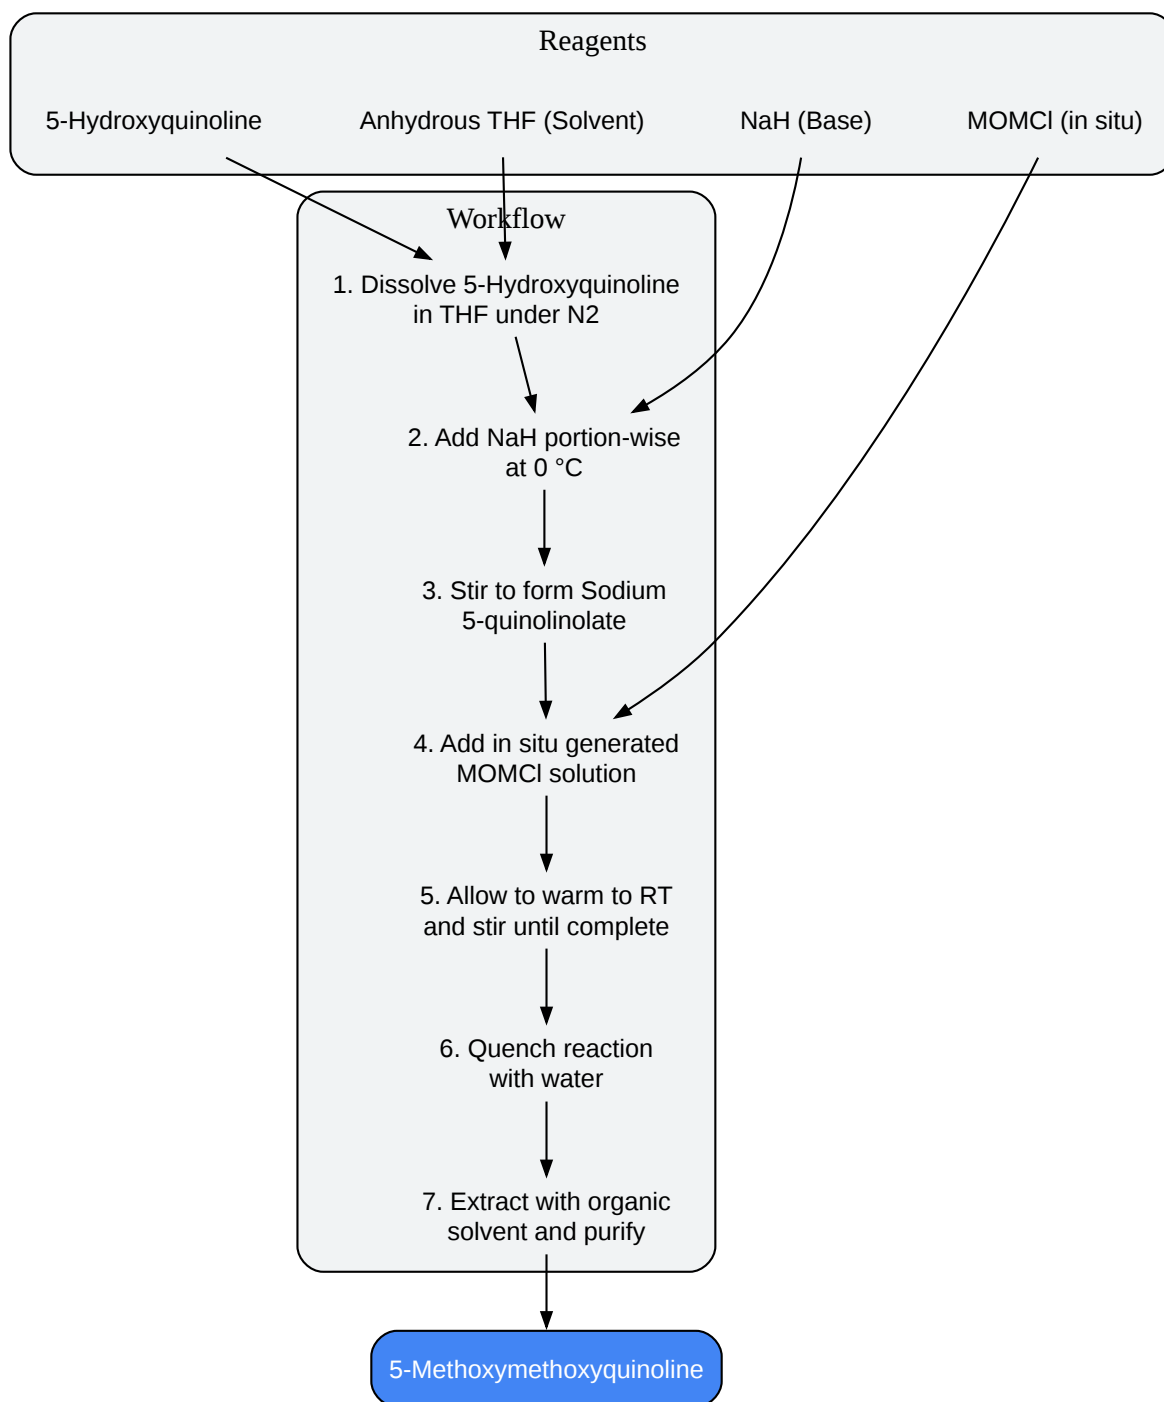 Reagents
5-Hydroxyquinoline
Anhydrous THF (Solvent)
NaH (Base)
MOMCl (in situ)
Workflow
1. Dissolve 5-Hydroxyquinoline
in THF under N2
2. Add NaH portion-wise
at 0 °C
3. Stir to form Sodium
5-quinolinolate
4. Add in situ generated
MOMCl solution
5. Allow to warm to RT
and stir until complete
6. Quench reaction
with water
7. Extract with organic
solvent and purify
5-Methoxymethoxyquinoline